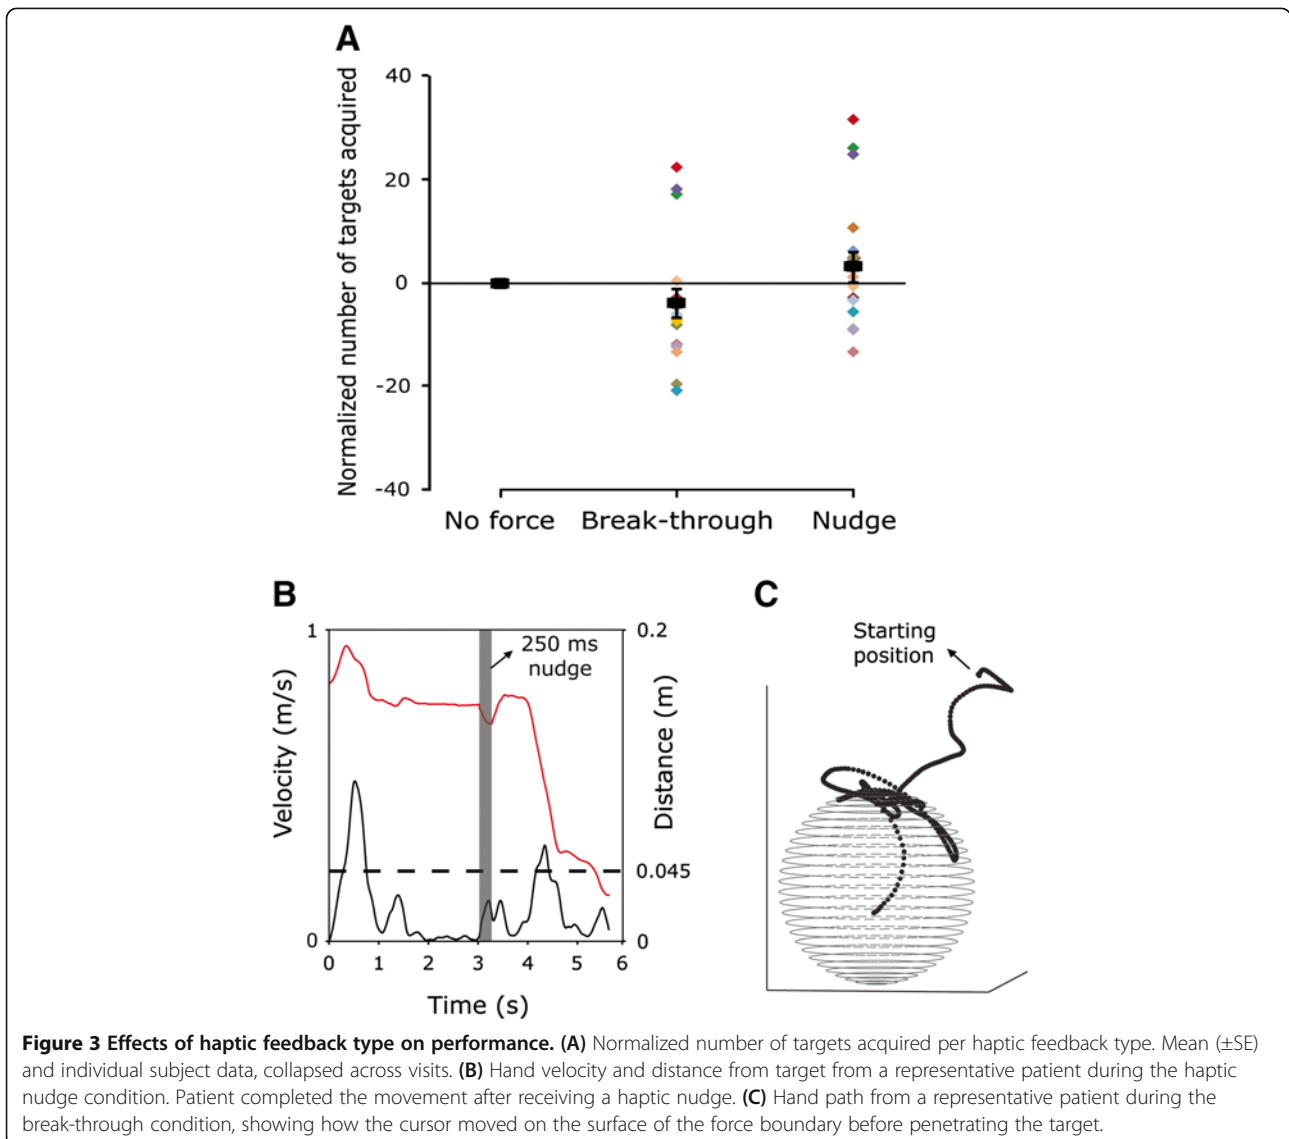 A
Normalized number of targets acquired
40
20
0
-20
-40
No force
Break-through
Nudge
B
Velocity (m/s)
1
0
250 ms
nudge
0.2
0.045
0
Distance (m)
0
1
2
3
4
5
6
Time (s)
C
Starting
position
Figure 3 Effects of haptic feedback type on performance. (A) Normalized number of targets acquired per haptic feedback type. Mean (±SE)
and individual subject data, collapsed across visits. (B) Hand velocity and distance from target from a representative patient during the haptic
nudge condition. Patient completed the movement after receiving a haptic nudge. (C) Hand path from a representative patient during the
break-through condition, showing how the cursor moved on the surface of the force boundary before penetrating the target.